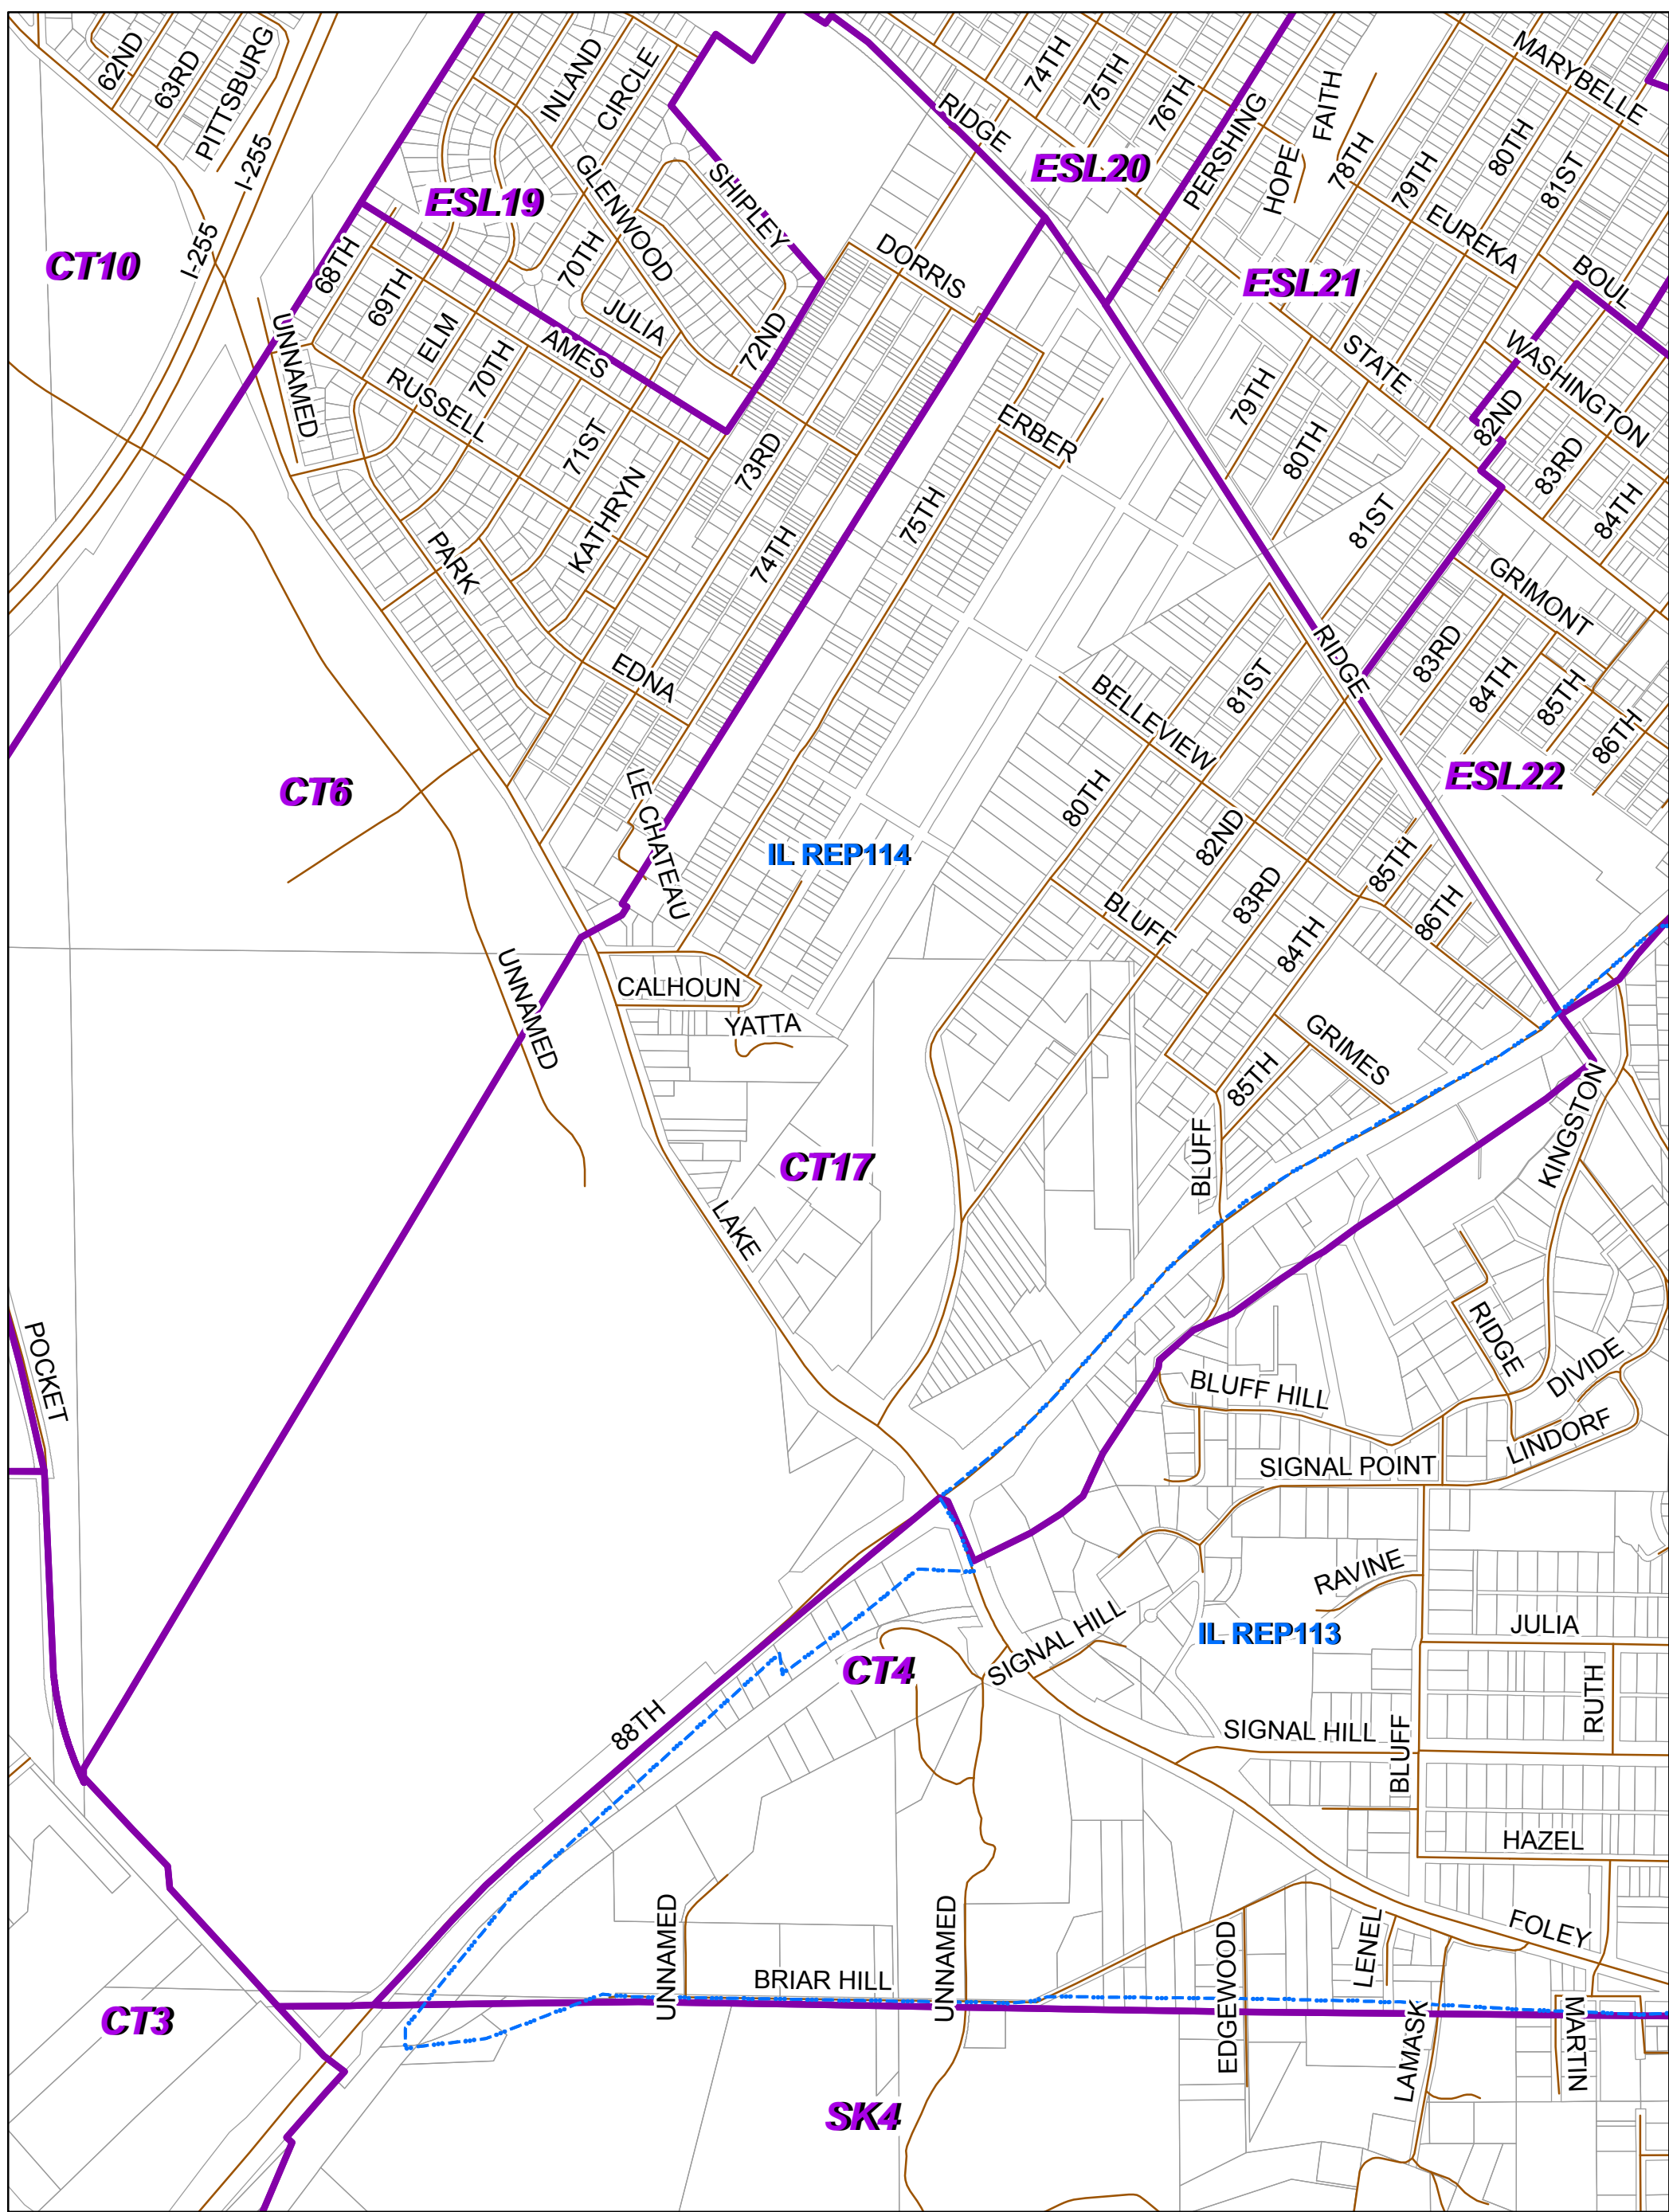 62ND
63RD
PITTSBURG
I-255
INLAND
CIRCLE
RIDGE
74TH
75TH
76TH
MARYBELLE
PERSHING
FAITH
HOPE
78TH
79TH
80TH
81ST
ESL20
ESL19
SHIPLEY
GLENWOOD
EUREKA
CT10
I-255
68TH
70TH
DORRIS
ESL21
BOUL
69TH
UNNAMED
ELM
JULIA
72ND
AMES
70TH
RUSSELL
STATE
WASHINGTON
79TH
82ND
ERBER
80TH
71ST
73RD
83RD
KATHRYN
75TH
81ST
84TH
PARK
74TH
GRIMONT
EDNA
RIDGE
83RD
81ST
84TH
85TH
BELLEVIEW
86TH
CT6
LE CHATEAU
80TH
ESL22
82ND
IL REP114
85TH
83RD
86TH
BLUFF
84TH
UNNAMED
CALHOUN
YATTA
GRIMES
85TH
KINGSTON
BLUFF
CT17
LAKE
POCKET
RIDGE
DIVIDE
BLUFF HILL
LINDORF
SIGNAL POINT
RAVINE
JULIA
IL REP113
SIGNAL HILL
CT4
RUTH
88TH
SIGNAL HILL
BLUFF
HAZEL
UNNAMED
UNNAMED
EDGEWOOD
LENEL
FOLEY
BRIAR HILL
CT3
LAMASK
MARTIN
SK4